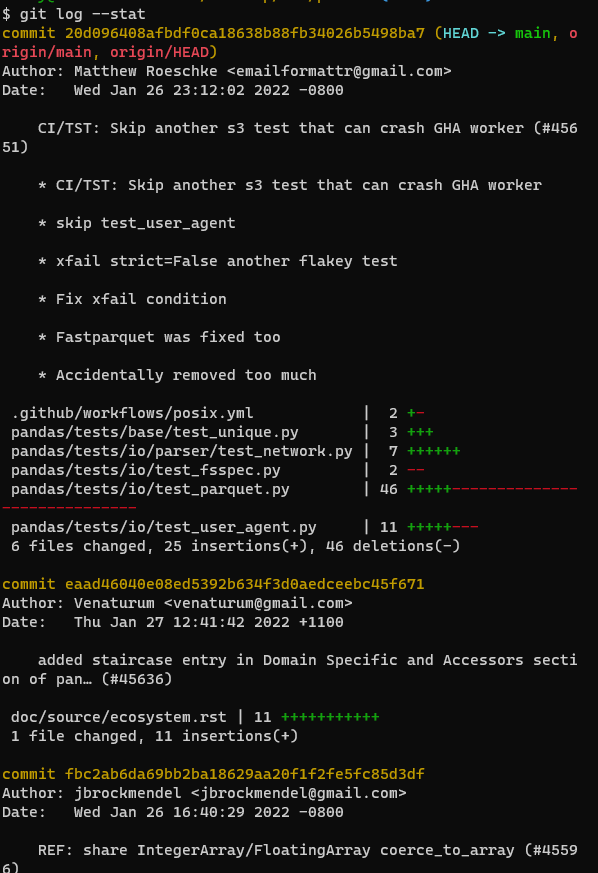 $ git log --stat
commit 20d096408afbdf0ca18638b88fb34026b5498ba7 (HEAD -> main, o
rigin/main, origin/HEAD)
Author: Matthew Roeschke <emailformattr@gmail.com>
Date:   Wed Jan 26 23:12:02 2022 -0800
    CI/TST: Skip another s3 test that can crash GHA worker (#456
51)
    * CI/TST: Skip another s3 test that can crash GHA worker
    * skip test_user_agent
    * xfail strict=False another flakey test
    * Fix xfail condition
    * Fastparquet was fixed too
    * Accidentally removed too much
 .github/workflows/posix.yml            |  2 +-
 pandas/tests/base/test_unique.py       |  3 +++
 pandas/tests/io/parser/test_network.py |  7 ++++++
 pandas/tests/io/test_fsspec.py         |  2 --
 pandas/tests/io/test_parquet.py        | 46 +++++--------------
---------------
 pandas/tests/io/test_user_agent.py     | 11 +++++---
 6 files changed, 25 insertions(+), 46 deletions(-)
commit eaad46040e08ed5392b634f3d0aedceebc45f671
Author: Venaturum <venaturum@gmail.com>
Date:   Thu Jan 27 12:41:42 2022 +1100
    added staircase entry in Domain Specific and Accessors secti
on of pan… (#45636)
 doc/source/ecosystem.rst | 11 +++++++++++
 1 file changed, 11 insertions(+)
commit fbc2ab6da69bb2ba18629aa20f1f2fe5fc85d3df
Author: jbrockmendel <jbrockmendel@gmail.com>
Date:   Wed Jan 26 16:40:29 2022 -0800
    REF: share IntegerArray/FloatingArray coerce_to_array (#4559
6)